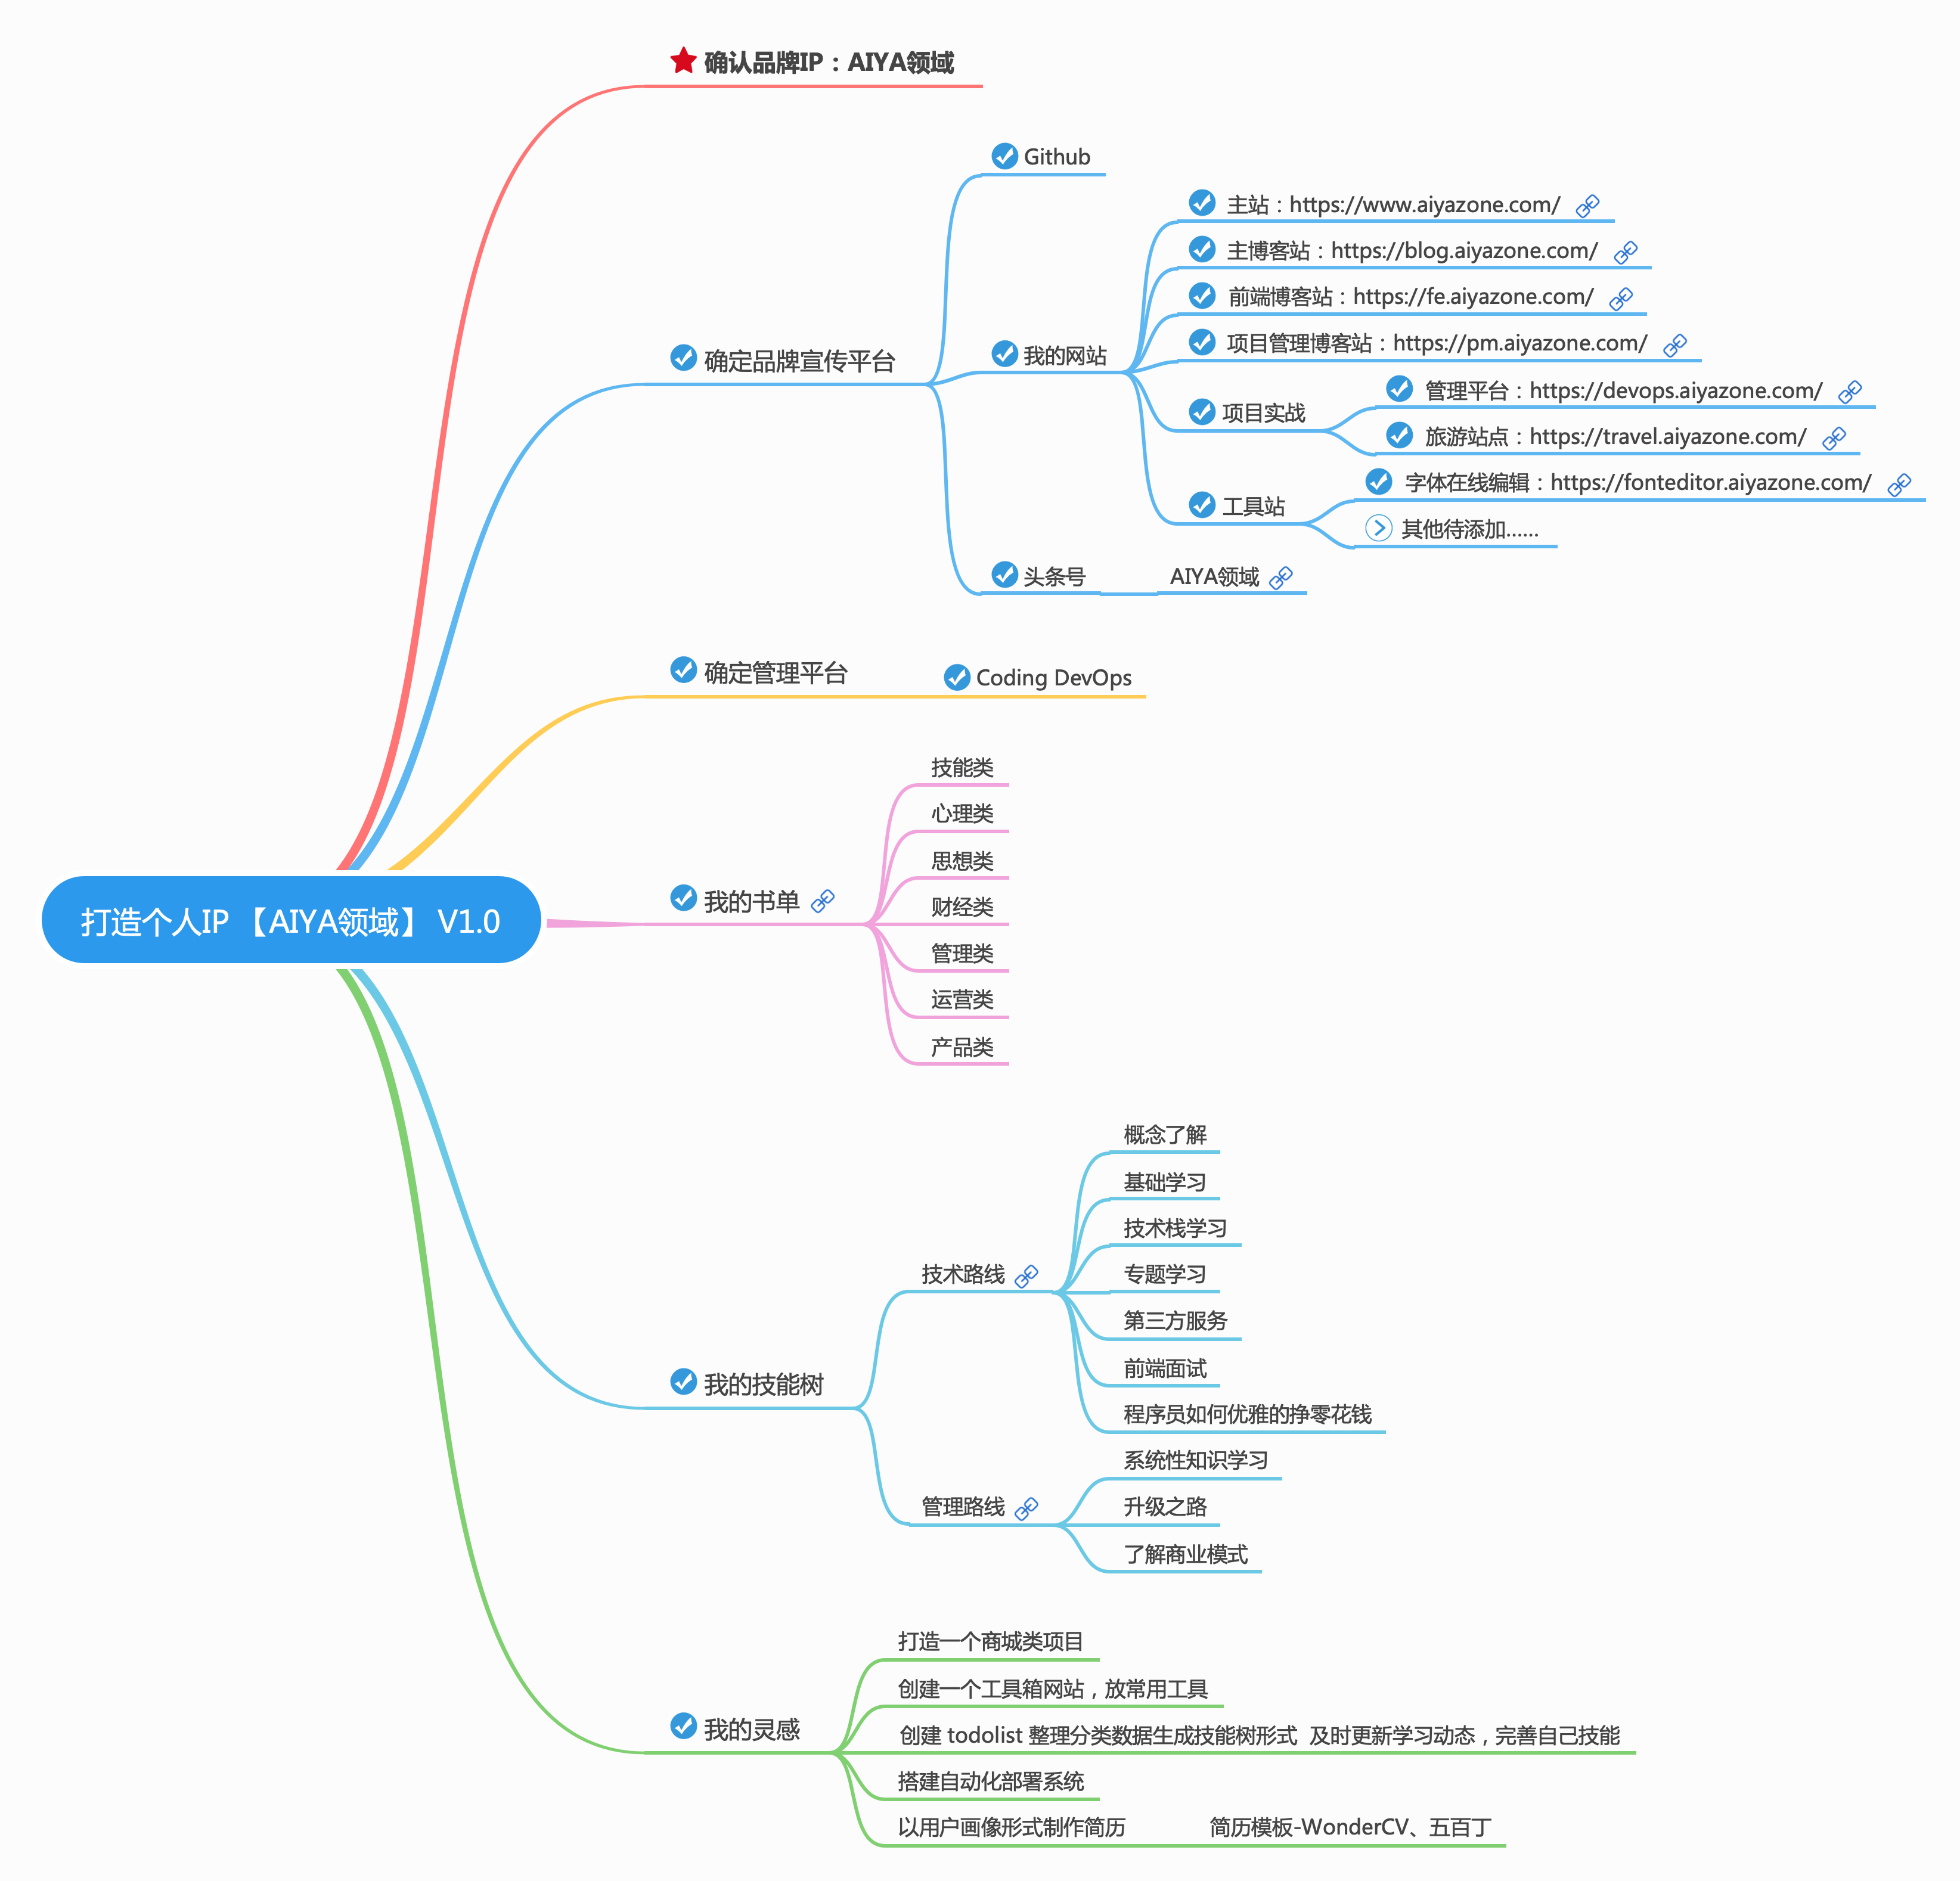 确认品牌IP：AIYA领域
确定品牌宣传平台
Github
我的网站
主站：https://www.aiyazone.com/
主博客站：https://blog.aiyazone.com/
前端博客站：https://fe.aiyazone.com/
项目管理博客站：https://pm.aiyazone.com/
项目实战
管理平台：https://devops.aiyazone.com/
旅游站点：https://travel.aiyazone.com/
工具站
字体在线编辑：https://fonteditor.aiyazone.com/
其他待添加......
头条号
AIYA领域
确定管理平台
Coding DevOps
打造个人IP 【AIYA领域】 V1.0
我的书单
技能类
心理类
思想类
财经类
管理类
运营类
产品类
我的技能树
技术路线
概念了解
基础学习
技术栈学习
专题学习
第三方服务
前端面试
程序员如何优雅的挣零花钱
管理路线
系统性知识学习
升级之路
了解商业模式
我的灵感
打造一个商城类项目
创建一个工具箱网站，放常用工具
创建 todolist 整理分类数据生成技能树形式  及时更新学习动态，完善自己技能
搭建自动化部署系统
以用户画像形式制作简历
简历模板-WonderCV、五百丁